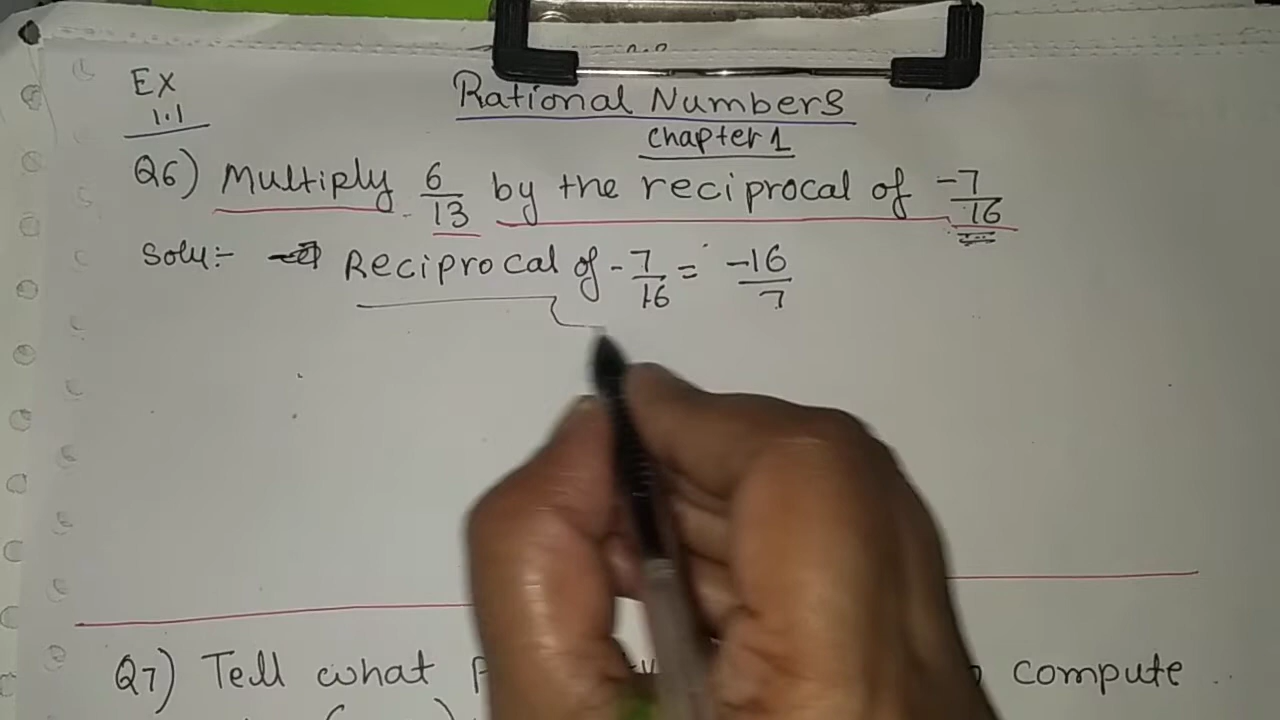 Ex
1.1
Rational Numbers
Chapter 1
Q6) Multiply 6/13 by the reciprocal of -7/16
Solu:- Reciprocal of -7/16 = -16/7
Q7) Tell what compute